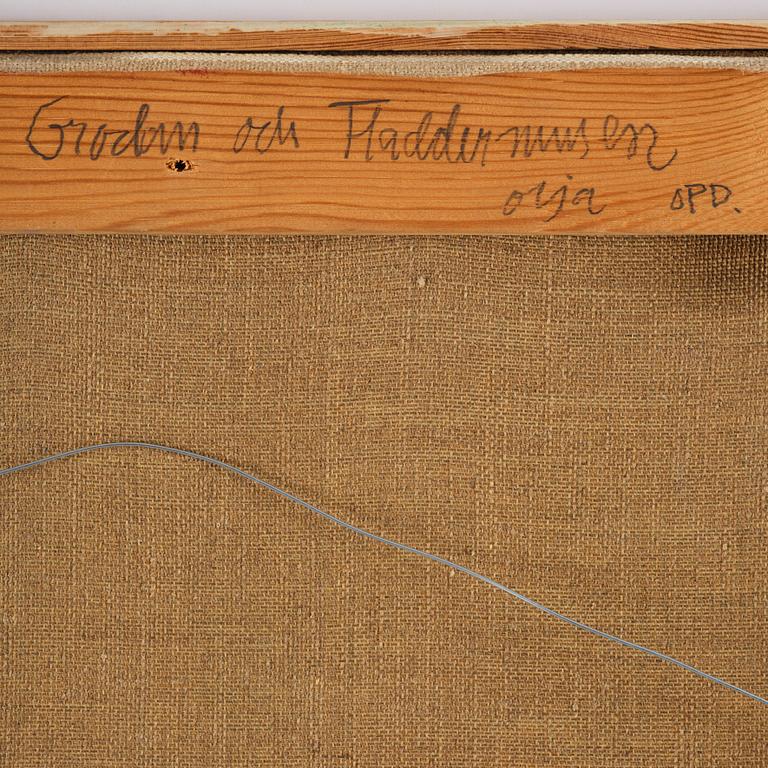 Grodan och Fladdermusen
olja OPD.